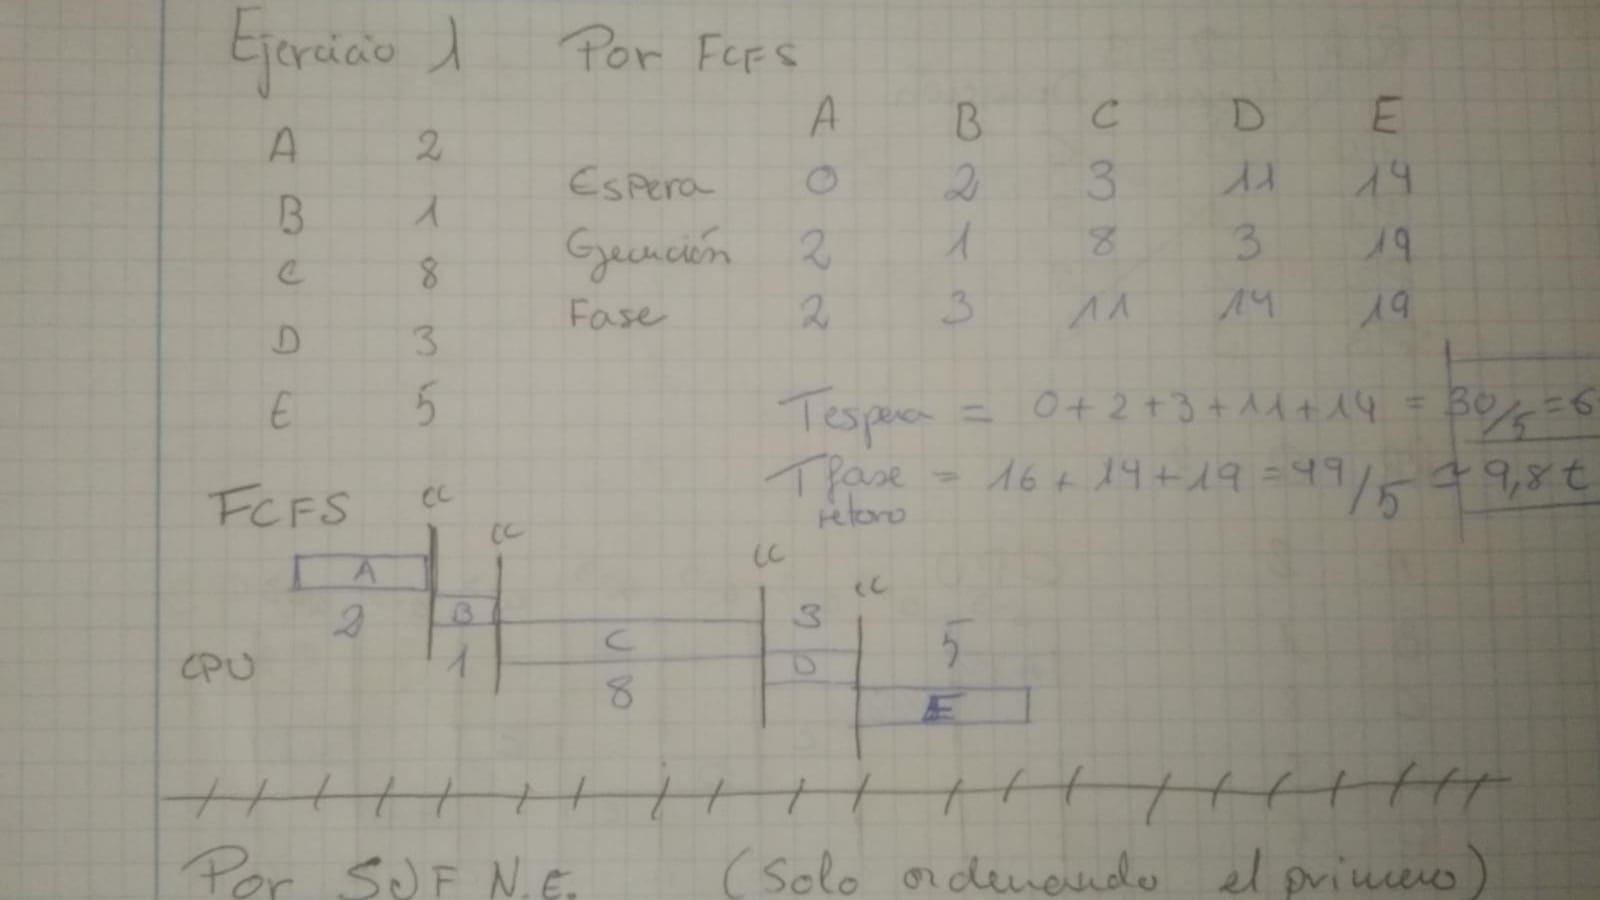 Ejercicio 1 Por FCFS
A B C D E
A 2
Espera 0 2 3 11 14
B 1
Ejecución 2 1 8 3 19
C 8
Fase 2 3 11 14 19
D 3
E 5
Tespera = 0+2+3+11+14 = 30/5 = 6
Tfase = 16+14+19 = 49/5 = 9,8 t
retoro
FCFS
cc cc cc cc
A
2
B
1
C
8
3
D
5
E
CPU
Por SJF N.E. (Solo ordenando el primero)